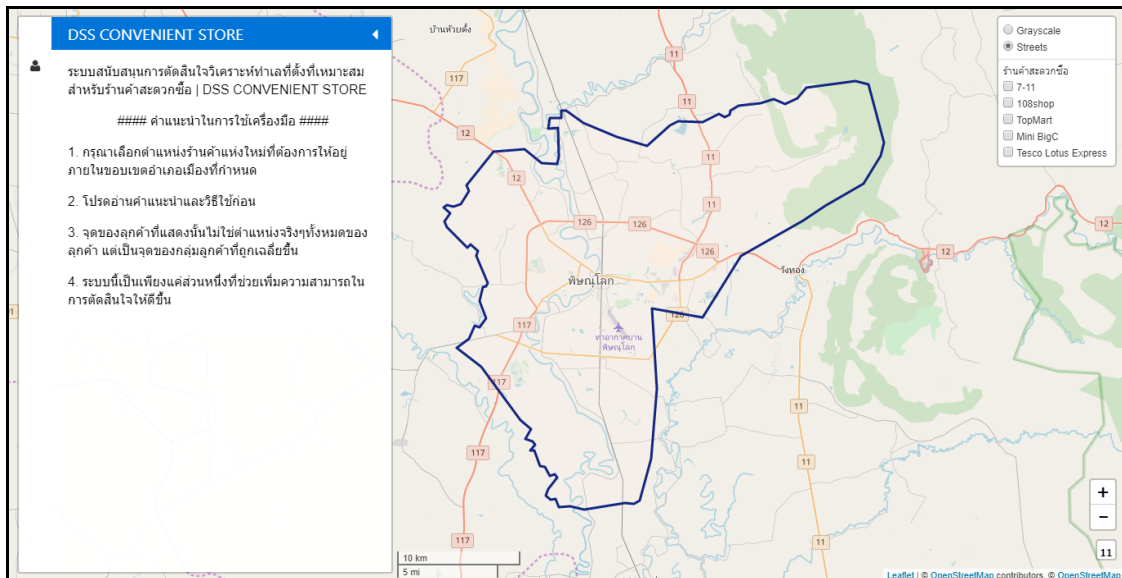 DSS CONVENIENT STORE
ระบบสนับสนุนการตัดสินใจวิเคราะห์ทำเลที่ตั้งที่เหมาะสม
สำหรับร้านค้าสะดวกซื้อ | DSS CONVENIENT STORE
#### คำแนะนำในการใช้เครื่องมือ ####
1. กรุณาเลือกตำแหน่งร้านค้าแห่งใหม่ที่ต้องการให้อยู่
ภายในขอบเขตอำเภอเมืองที่กำหนด
2. โปรดอ่านคำแนะนำและวิธีใช้ก่อน
3. จุดของลูกค้าที่แสดงนั้นไม่ใช่ตำแหน่งจริงๆทั้งหมดของ
ลูกค้า แต่เป็นจุดของกลุ่มลูกค้าที่ถูกเฉลี่ยขึ้น
4. ระบบนี้เป็นเพียงแค่ส่วนหนึ่งที่ช่วยเพิ่มความสามารถใน
การตัดสินใจให้ดีขึ้น
บ้านห้วยตั้ง
117
11
12
11
11
12
11
126
126
126
12
12
วังทอง
พิษณุโลก
126
117
ท่าอากาศยาน
พิษณุโลก
117
11
117
11
11
117
11
Grayscale
Streets
ร้านค้าสะดวกซื้อ
7-11
108shop
TopMart
Mini BigC
Tesco Lotus Express
+
−
11
10 km
5 mi
Leaflet | © OpenStreetMap contributors, © OpenStreetMap